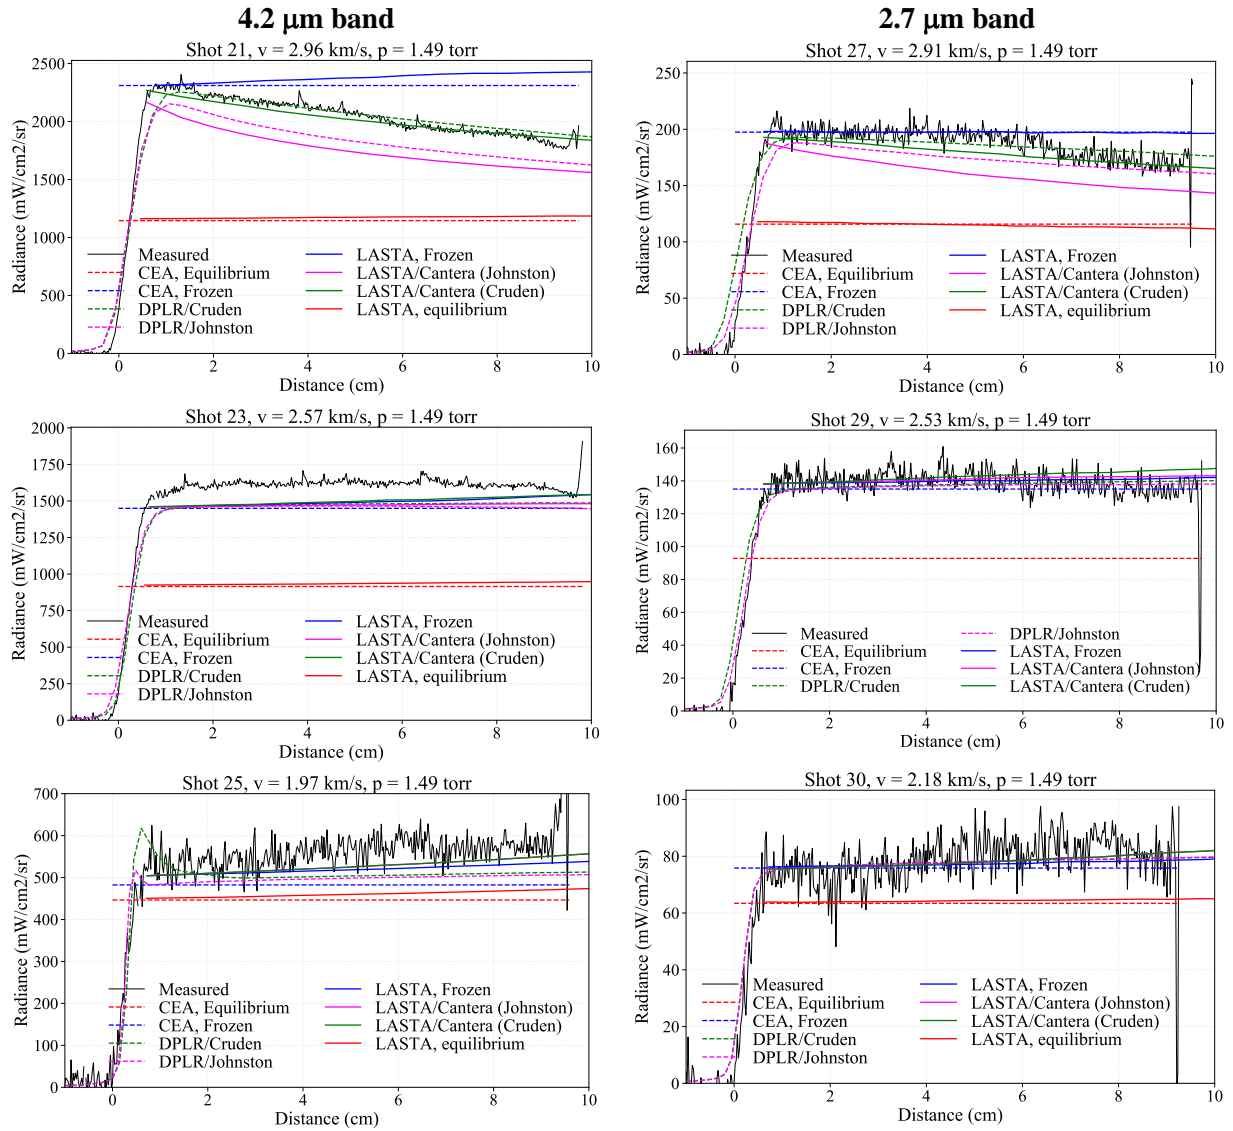 4.2 μm band
2.7 μm band
Shot 21, v = 2.96 km/s, p = 1.49 torr
Radiance (mW/cm2/sr)
2500
2000
1500
1000
500
0
Measured
CEA, Equilibrium
CEA, Frozen
DPLR/Cruden
DPLR/Johnston
LASTA, Frozen
LASTA/Cantera (Johnston)
LASTA/Cantera (Cruden)
LASTA, equilibrium
0 2 4 6 8 10
Distance (cm)
Shot 27, v = 2.91 km/s, p = 1.49 torr
Radiance (mW/cm2/sr)
250
200
150
100
50
0
Measured
CEA, Equilibrium
CEA, Frozen
DPLR/Cruden
DPLR/Johnston
LASTA, Frozen
LASTA/Cantera (Johnston)
LASTA/Cantera (Cruden)
LASTA, equilibrium
0 2 4 6 8 10
Distance (cm)
Shot 23, v = 2.57 km/s, p = 1.49 torr
Radiance (mW/cm2/sr)
2000
1750
1500
1250
1000
750
500
250
0
Measured
CEA, Equilibrium
CEA, Frozen
DPLR/Cruden
DPLR/Johnston
LASTA, Frozen
LASTA/Cantera (Johnston)
LASTA/Cantera (Cruden)
LASTA, equilibrium
0 2 4 6 8 10
Distance (cm)
Shot 29, v = 2.53 km/s, p = 1.49 torr
Radiance (mW/cm2/sr)
160
140
120
100
80
60
40
20
0
Measured
CEA, Equilibrium
CEA, Frozen
DPLR/Cruden
DPLR/Johnston
LASTA, Frozen
LASTA/Cantera (Johnston)
LASTA/Cantera (Cruden)
0 2 4 6 8 10
Distance (cm)
Shot 25, v = 1.97 km/s, p = 1.49 torr
Radiance (mW/cm2/sr)
700
600
500
400
300
200
100
0
Measured
CEA, Equilibrium
CEA, Frozen
DPLR/Cruden
DPLR/Johnston
LASTA, Frozen
LASTA/Cantera (Johnston)
LASTA/Cantera (Cruden)
LASTA, equilibrium
0 2 4 6 8 10
Distance (cm)
Shot 30, v = 2.18 km/s, p = 1.49 torr
Radiance (mW/cm2/sr)
100
80
60
40
20
0
Measured
CEA, Equilibrium
CEA, Frozen
DPLR/Cruden
DPLR/Johnston
LASTA, Frozen
LASTA/Cantera (Johnston)
LASTA/Cantera (Cruden)
LASTA, equilibrium
0 2 4 6 8 10
Distance (cm)